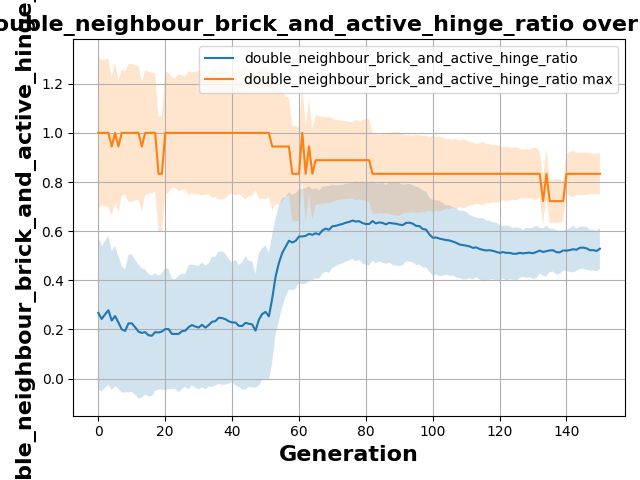 double_neighbour_brick_and_active_hinge_ratio over
double_neighbour_brick_and_active_hinge_ratio
double_neighbour_brick_and_active_hinge_ratio max
ble_neighbour_brick_and_active_hinge_
1.2
1.0
0.8
0.6
0.4
0.2
0.0
0 20 40 60 80 100 120 140
Generation